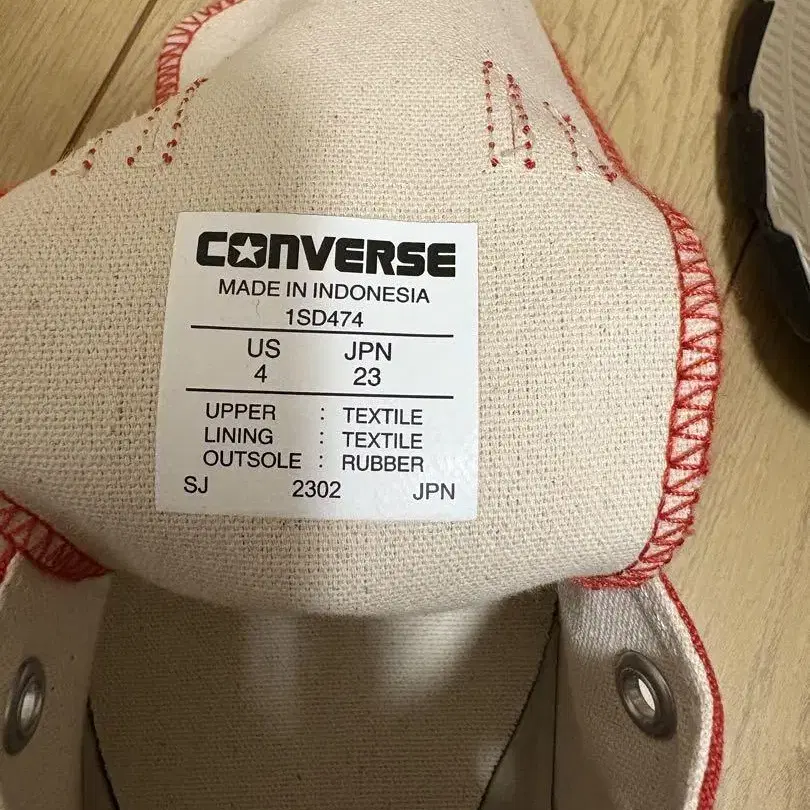 CONVERSE
MADE IN INDONESIA
1SD474
US JPN
4 23
UPPER : TEXTILE
LINING : TEXTILE
OUTSOLE : RUBBER
SJ 2302 JPN